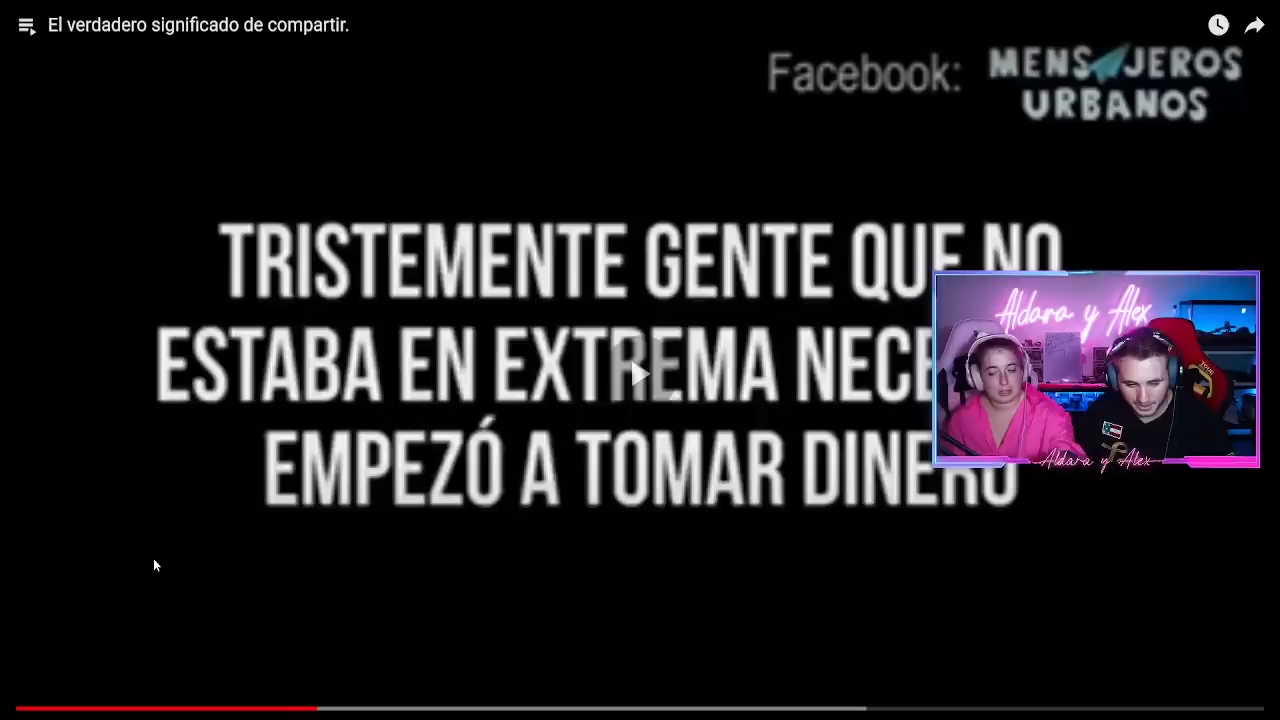 El verdadero significado de compartir.
Facebook: MENSAJEROS
URBANOS
TRISTEMENTE GENTE QUE NO
ESTABA EN EXTREMA
EMPEZÓ A TOMAR DINERO
Aldara y Alex
Aldara y Alex